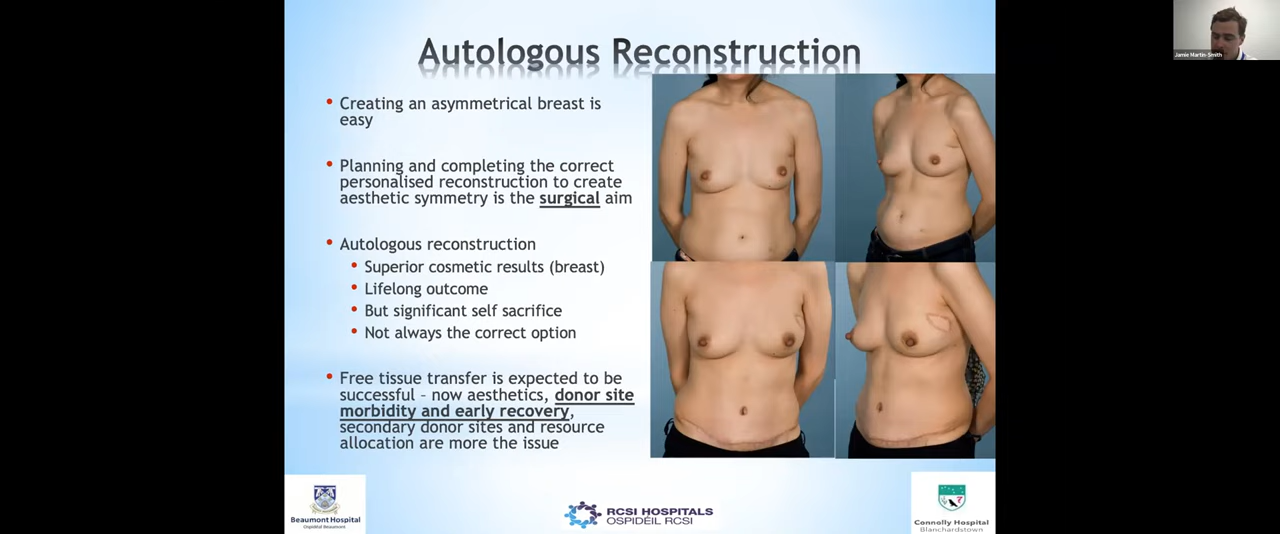 Autologous Reconstruction
Creating an asymmetrical breast is
easy
Planning and completing the correct
personalised reconstruction to create
aesthetic symmetry is the surgical aim
Autologous reconstruction
Superior cosmetic results (breast)
Lifelong outcome
But significant self sacrifice
Not always the correct option
Free tissue transfer is expected to be
successful – now aesthetics, donor site
morbidity and early recovery,
secondary donor sites and resource
allocation are more the issue
Jamie Martin-Smith
Beaumont Hospital
Ospidéal Beaumont
RCSI HOSPITALS
OSPIDÉIL RCSI
Connolly Hospital
Blanchardstown